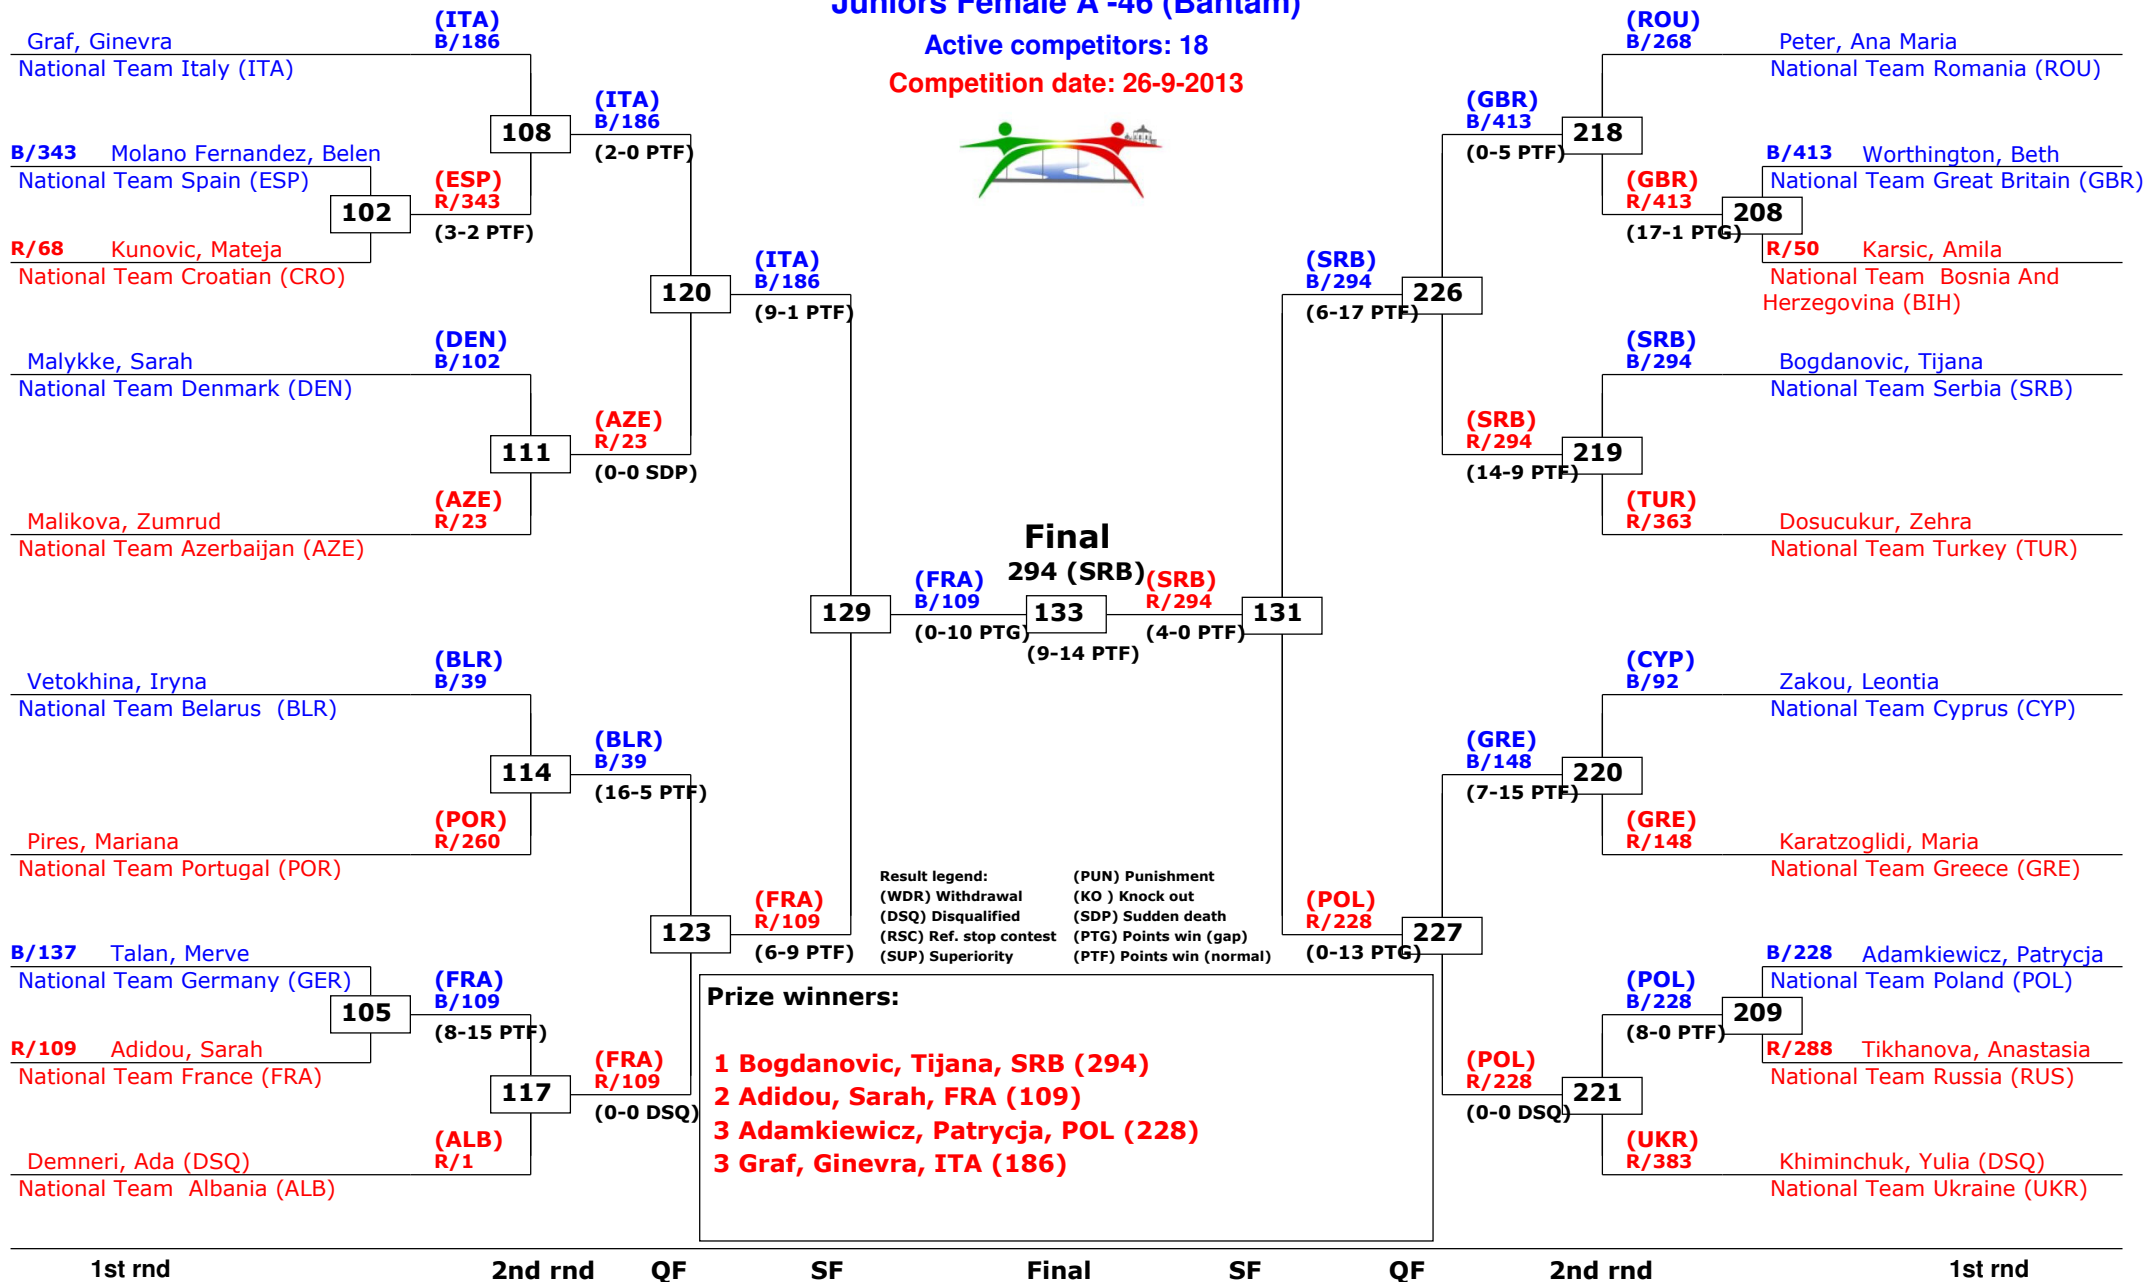 Juniors Female A -46 (Bantam)
Active competitors: 18
Competition date: 26-9-2013
Graf, Ginevra
National Team Italy (ITA)
(ITA)
B/186
B/343 Molano Fernandez, Belen
National Team Spain (ESP)
R/68 Kunovic, Mateja
National Team Croatian (CRO)
102
(ESP)
R/343
(3-2 PTF)
108
(ITA)
B/186
(2-0 PTF)
Malykke, Sarah
National Team Denmark (DEN)
(DEN)
B/102
Malikova, Zumrud
National Team Azerbaijan (AZE)
(AZE)
R/23
111
(AZE)
R/23
(0-0 SDP)
120
(ITA)
B/186
(9-1 PTF)
Vetokhina, Iryna
National Team Belarus (BLR)
(BLR)
B/39
Pires, Mariana
National Team Portugal (POR)
(POR)
R/260
114
(BLR)
B/39
(16-5 PTF)
B/137 Talan, Merve
National Team Germany (GER)
R/109 Adidou, Sarah
National Team France (FRA)
105
(FRA)
B/109
(8-15 PTF)
Demneri, Ada (DSQ)
National Team Albania (ALB)
(ALB)
R/1
117
(FRA)
R/109
(0-0 DSQ)
123
(FRA)
R/109
(6-9 PTF)
129
(FRA)
B/109
(0-10 PTG)
Final
294 (SRB)
133
(9-14 PTF)
(SRB)
R/294
(4-0 PTF)
131
(SRB)
B/294
(6-17 PTF)
226
(GBR)
B/413
(0-5 PTF)
218
(ROU)
B/268
Peter, Ana Maria
National Team Romania (ROU)
(GBR)
R/413
(17-1 PTG)
208
B/413 Worthington, Beth
National Team Great Britain (GBR)
R/50 Karsic, Amila
National Team Bosnia And
Herzegovina (BIH)
(SRB)
R/294
(14-9 PTF)
219
(SRB)
B/294
Bogdanovic, Tijana
National Team Serbia (SRB)
(TUR)
R/363
Dosucukur, Zehra
National Team Turkey (TUR)
(POL)
R/228
(0-13 PTG)
227
(GRE)
B/148
(7-15 PTF)
220
(CYP)
B/92
Zakou, Leontia
National Team Cyprus (CYP)
(GRE)
R/148
Karatzoglidi, Maria
National Team Greece (GRE)
(POL)
R/228
(0-0 DSQ)
221
(POL)
B/228
(8-0 PTF)
209
B/228 Adamkiewicz, Patrycja
National Team Poland (POL)
R/288 Tikhanova, Anastasia
National Team Russia (RUS)
(UKR)
R/383
Khiminchuk, Yulia (DSQ)
National Team Ukraine (UKR)
Result legend:
(WDR) Withdrawal
(DSQ) Disqualified
(RSC) Ref. stop contest
(SUP) Superiority
(PUN) Punishment
(KO ) Knock out
(SDP) Sudden death
(PTG) Points win (gap)
(PTF) Points win (normal)
Prize winners:
1 Bogdanovic, Tijana, SRB (294)
2 Adidou, Sarah, FRA (109)
3 Adamkiewicz, Patrycja, POL (228)
3 Graf, Ginevra, ITA (186)
1st rnd 2nd rnd QF SF Final SF QF 2nd rnd 1st rnd